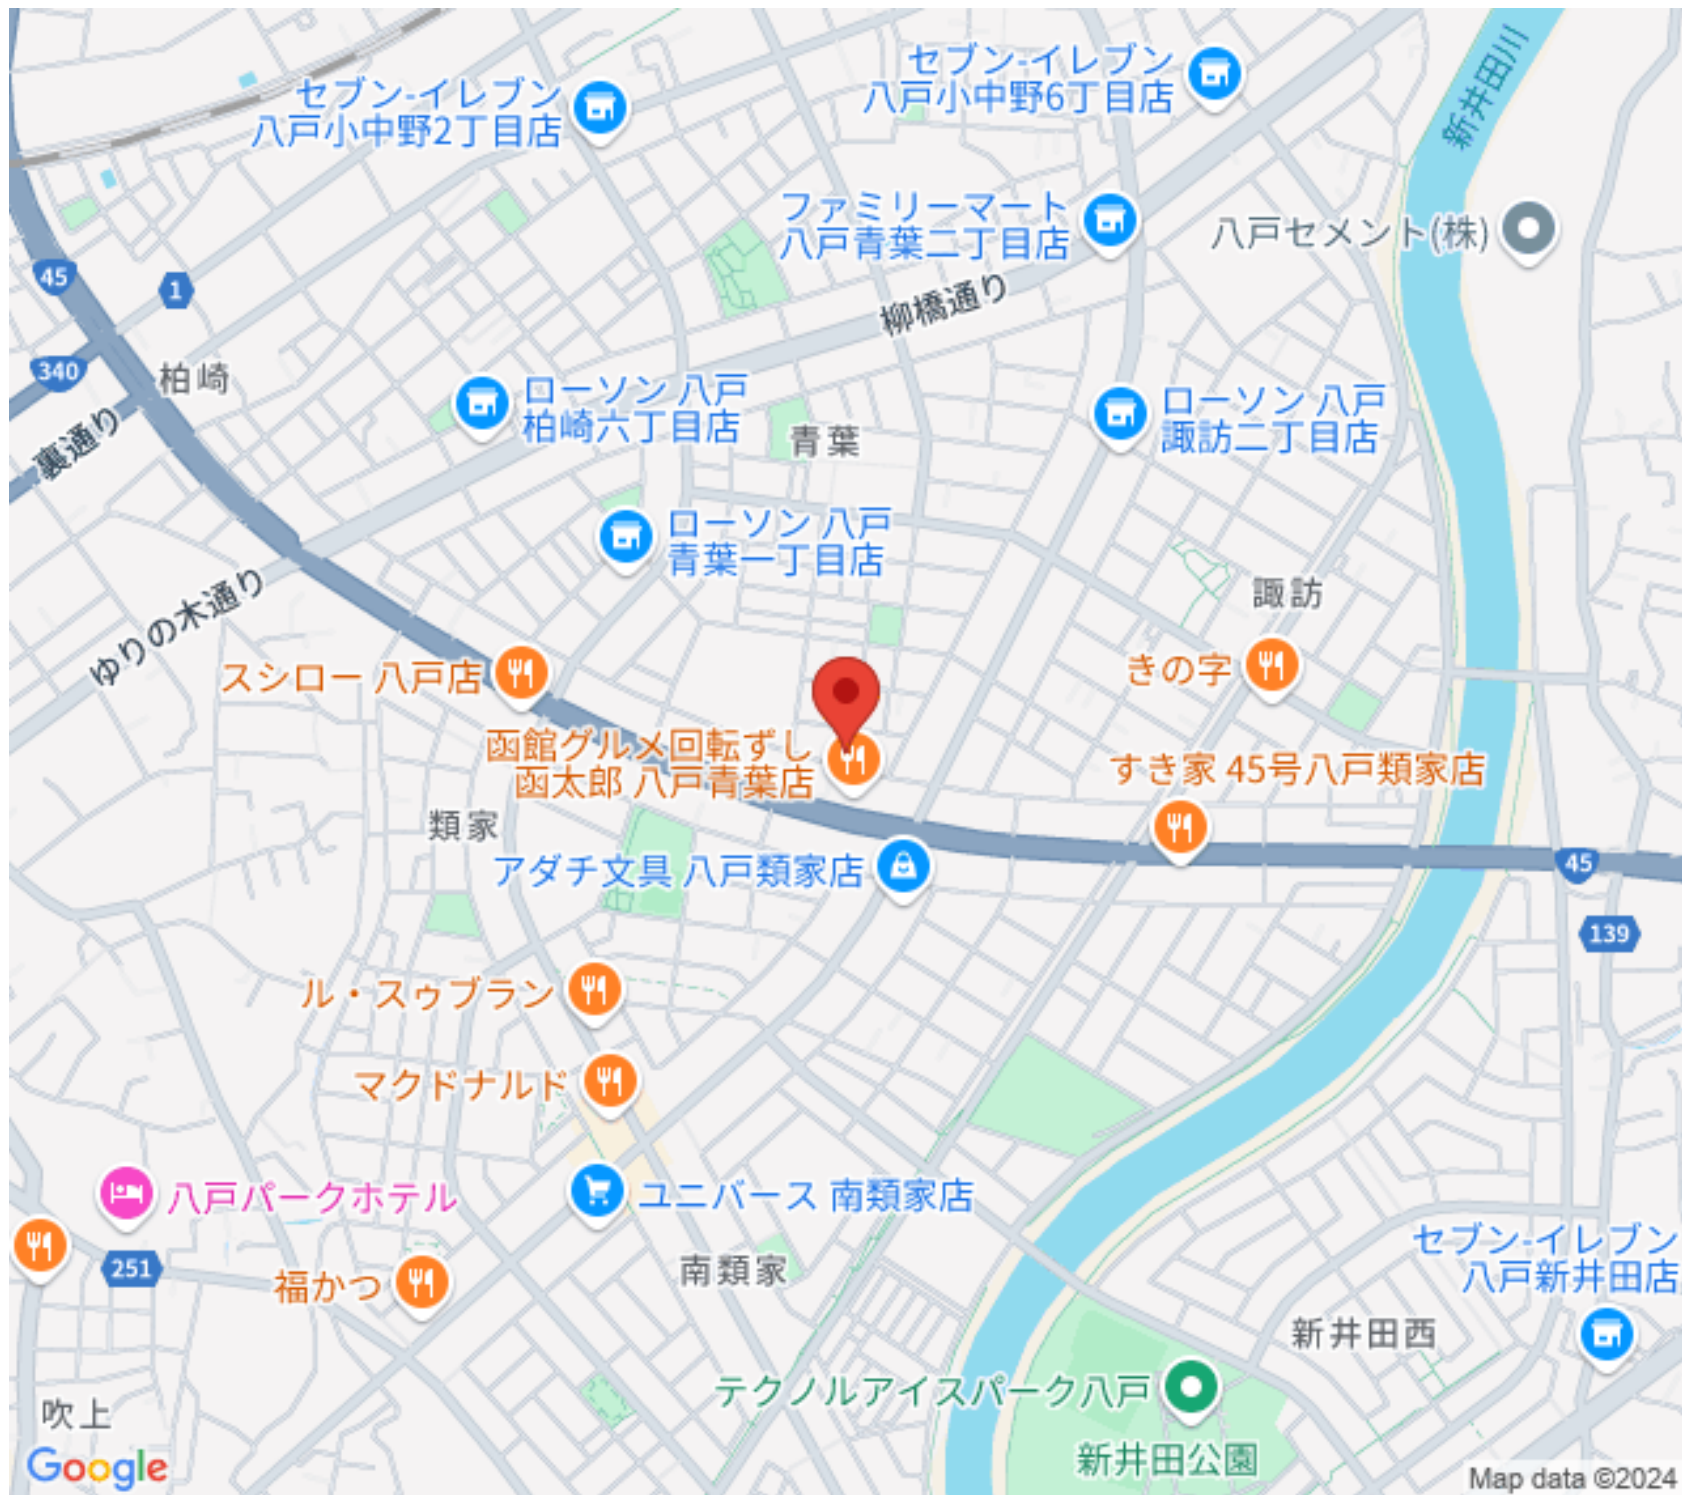 セブン-イレブン
八戸小中野6丁目店
セブン-イレブン
八戸小中野2丁目店
新井田川
ファミリーマート
八戸青葉二丁目店
八戸セメント(株)
45
1
柳橋通り
340
柏崎
ローソン 八戸
柏崎六丁目店
ローソン 八戸
諏訪二丁目店
裏通り
青葉
ローソン 八戸
青葉一丁目店
ゆりの木通り
諏訪
スシロー 八戸店
きの字
函館グルメ回転ずし
函太郎 八戸青葉店
すき家 45号八戸類家店
類家
アダチ文具 八戸類家店
45
139
ル・スゥブラン
マクドナルド
八戸パークホテル
ユニバース 南類家店
251
福かつ
南類家
セブン-イレブン
八戸新井田店
新井田西
テクノルアイスパーク八戸
吹上
新井田公園
Google
Map data ©2024